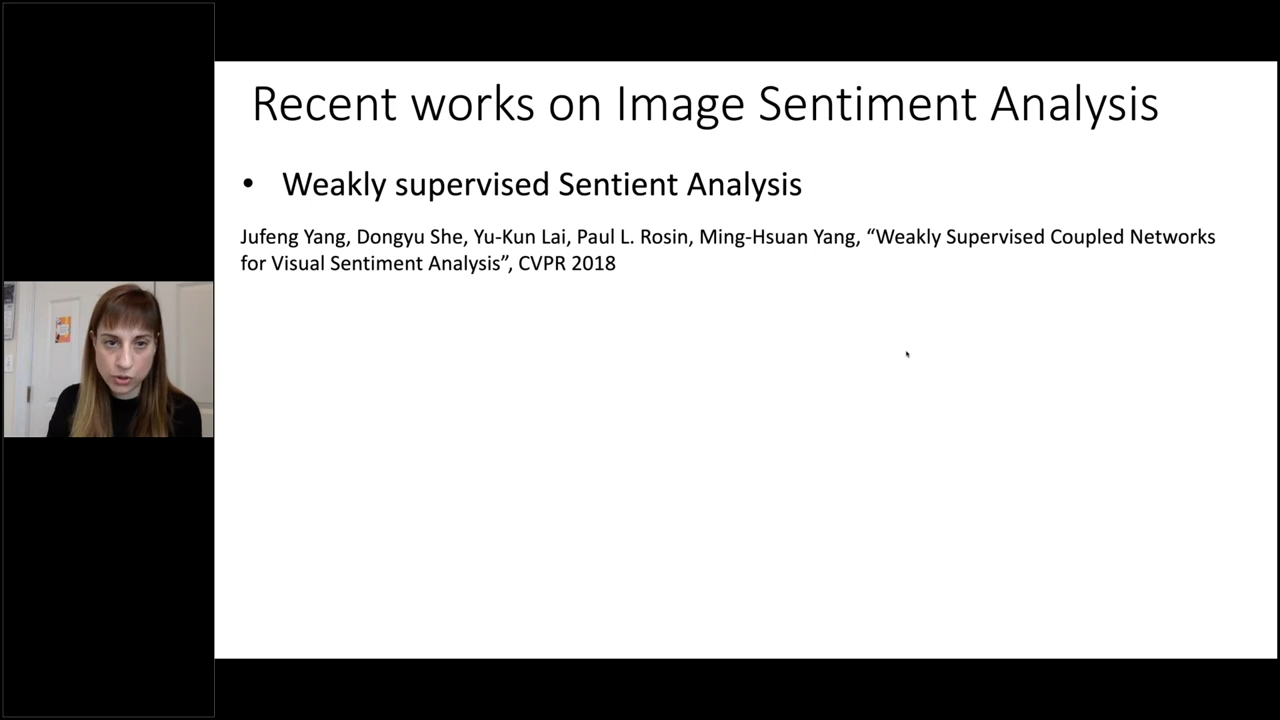 Recent works on Image Sentiment Analysis
• Weakly supervised Sentient Analysis
Jufeng Yang, Dongyu She, Yu-Kun Lai, Paul L. Rosin, Ming-Hsuan Yang, “Weakly Supervised Coupled Networks
for Visual Sentiment Analysis”, CVPR 2018